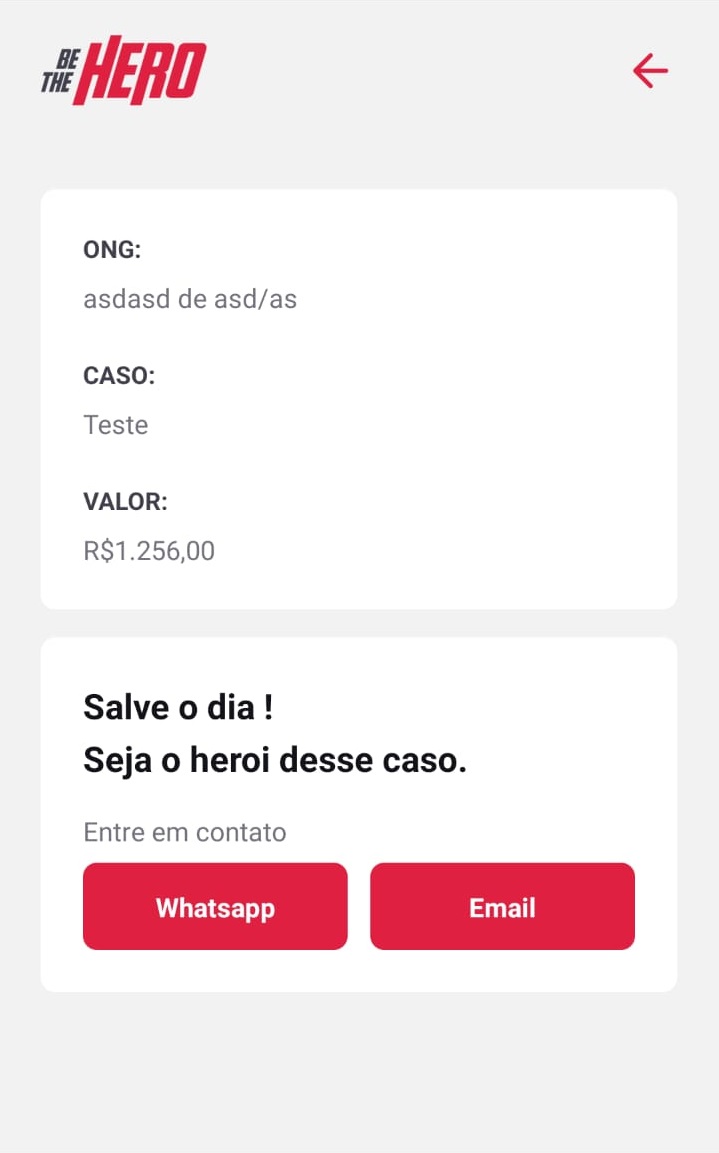 BE
THE HERO
ONG:
asdasd de asd/as
CASO:
Teste
VALOR:
R$1.256,00
Salve o dia !
Seja o heroi desse caso.
Entre em contato
Whatsapp Email